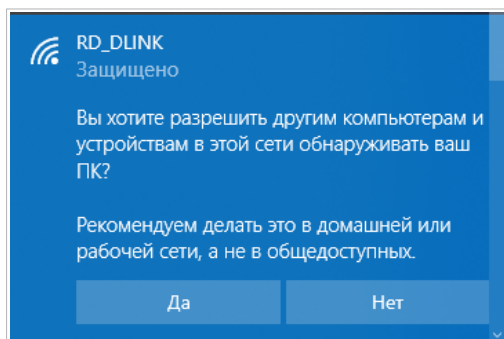 RD_DLINK
Защищено
Вы хотите разрешить другим компьютерам и
устройствам в этой сети обнаруживать ваш
ПК?
Рекомендуем делать это в домашней или
рабочей сети, а не в общедоступных.
Да
Нет